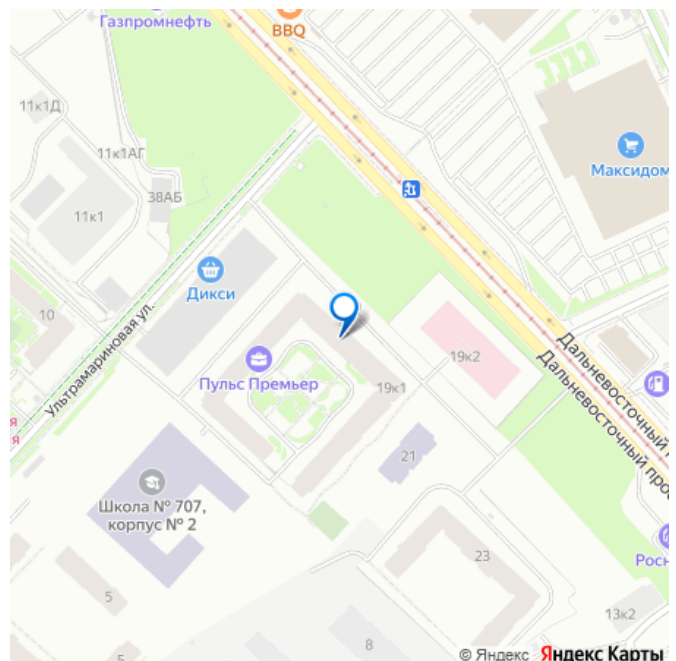 Газпромнефть
BBQ
11к1Д
11к1АГ
38АБ
11к1
Максидом
Дикси
10
Ультрамариновая ул.
Пульс Премьер
19к1
19к2
Дальневосточный
Дальневосточный прос
я
я
21
Школа № 707,
корпус № 2
23
Росн
5
13к2
8
5
© Яндекс Яндекс Карты